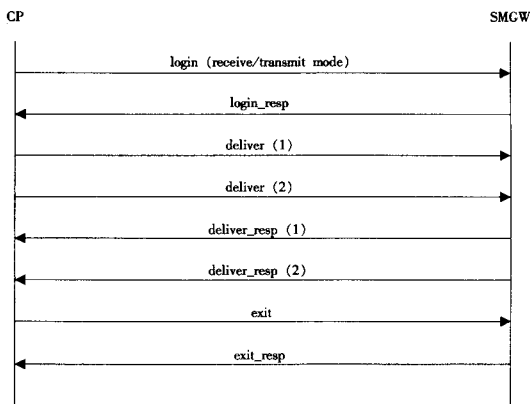 CP SMGW
login (receive/transmit mode)
login_resp
deliver (1)
deliver (2)
deliver_resp (1)
deliver_resp (2)
exit
exit_resp